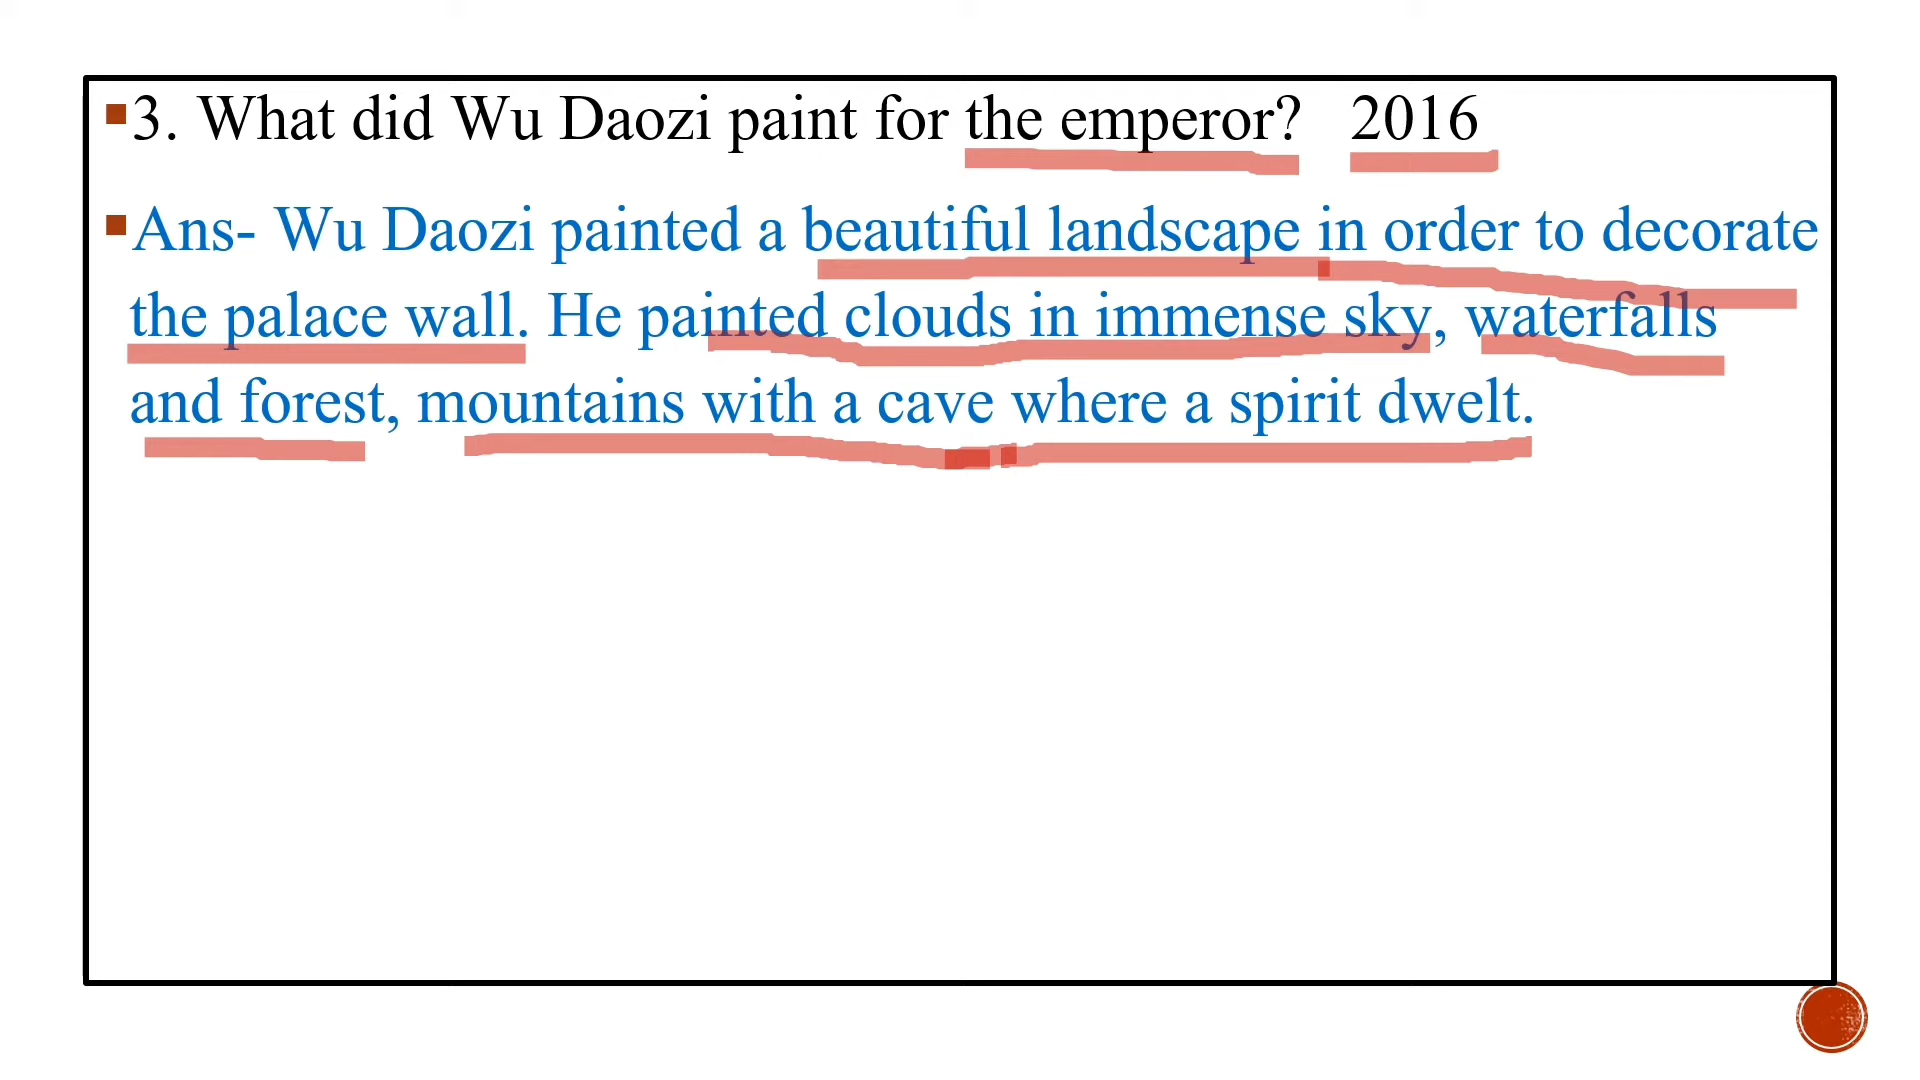 3. What did Wu Daozi paint for the emperor? 2016
Ans- Wu Daozi painted a beautiful landscape in order to decorate
the palace wall. He painted clouds in immense sky, waterfalls
and forest, mountains with a cave where a spirit dwelt.